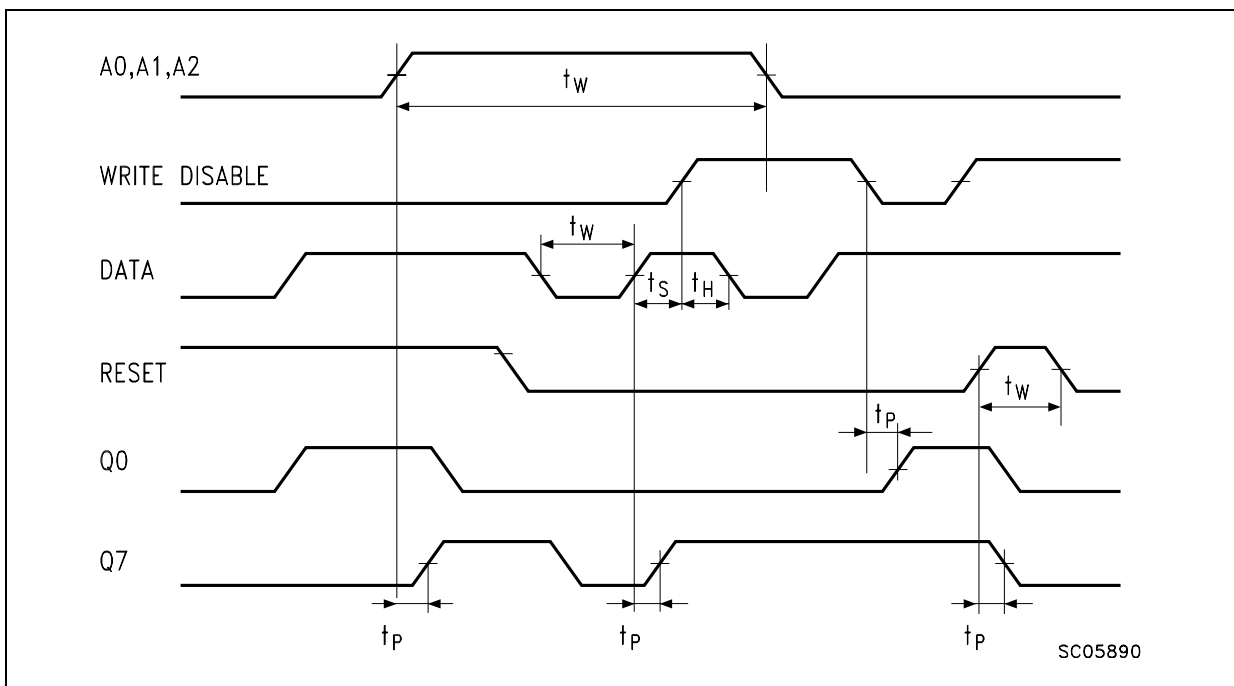 A0,A1,A2
tW
WRITE DISABLE
tW
DATA
tS
tH
RESET
tW
tP
Q0
Q7
tP
tP
tP
SC05890